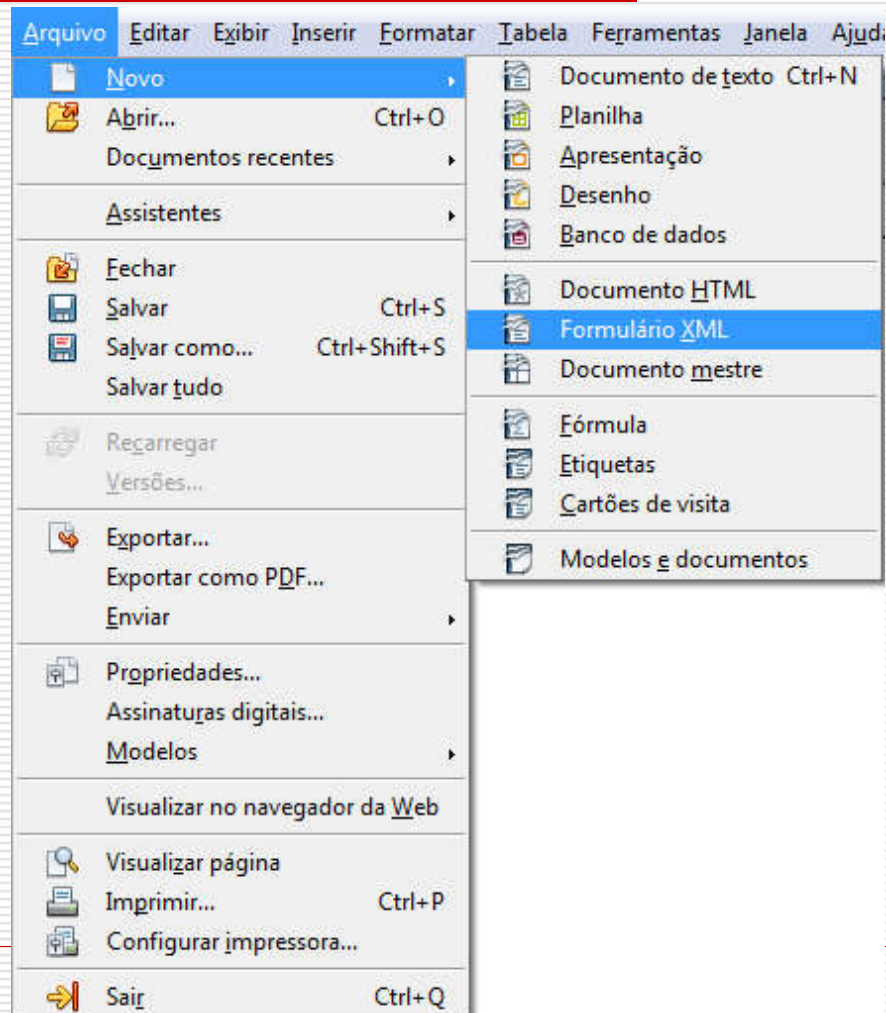 Arquivo Editar Exibir Inserir Formatar Tabela Ferramentas Janela Ajuda
Novo
Abrir... Ctrl+O
Documentos recentes
Assistentes
Fechar
Salvar Ctrl+S
Salvar como... Ctrl+Shift+S
Salvar tudo
Recarregar
Versões...
Exportar...
Exportar como PDF...
Enviar
Propriedades...
Assinaturas digitais...
Modelos
Visualizar no navegador da Web
Visualizar página
Imprimir... Ctrl+P
Configurar impressora...
Sair Ctrl+Q
Documento de texto Ctrl+N
Planilha
Apresentação
Desenho
Banco de dados
Documento HTML
Formulário XML
Documento mestre
Fórmula
Etiquetas
Cartões de visita
Modelos e documentos